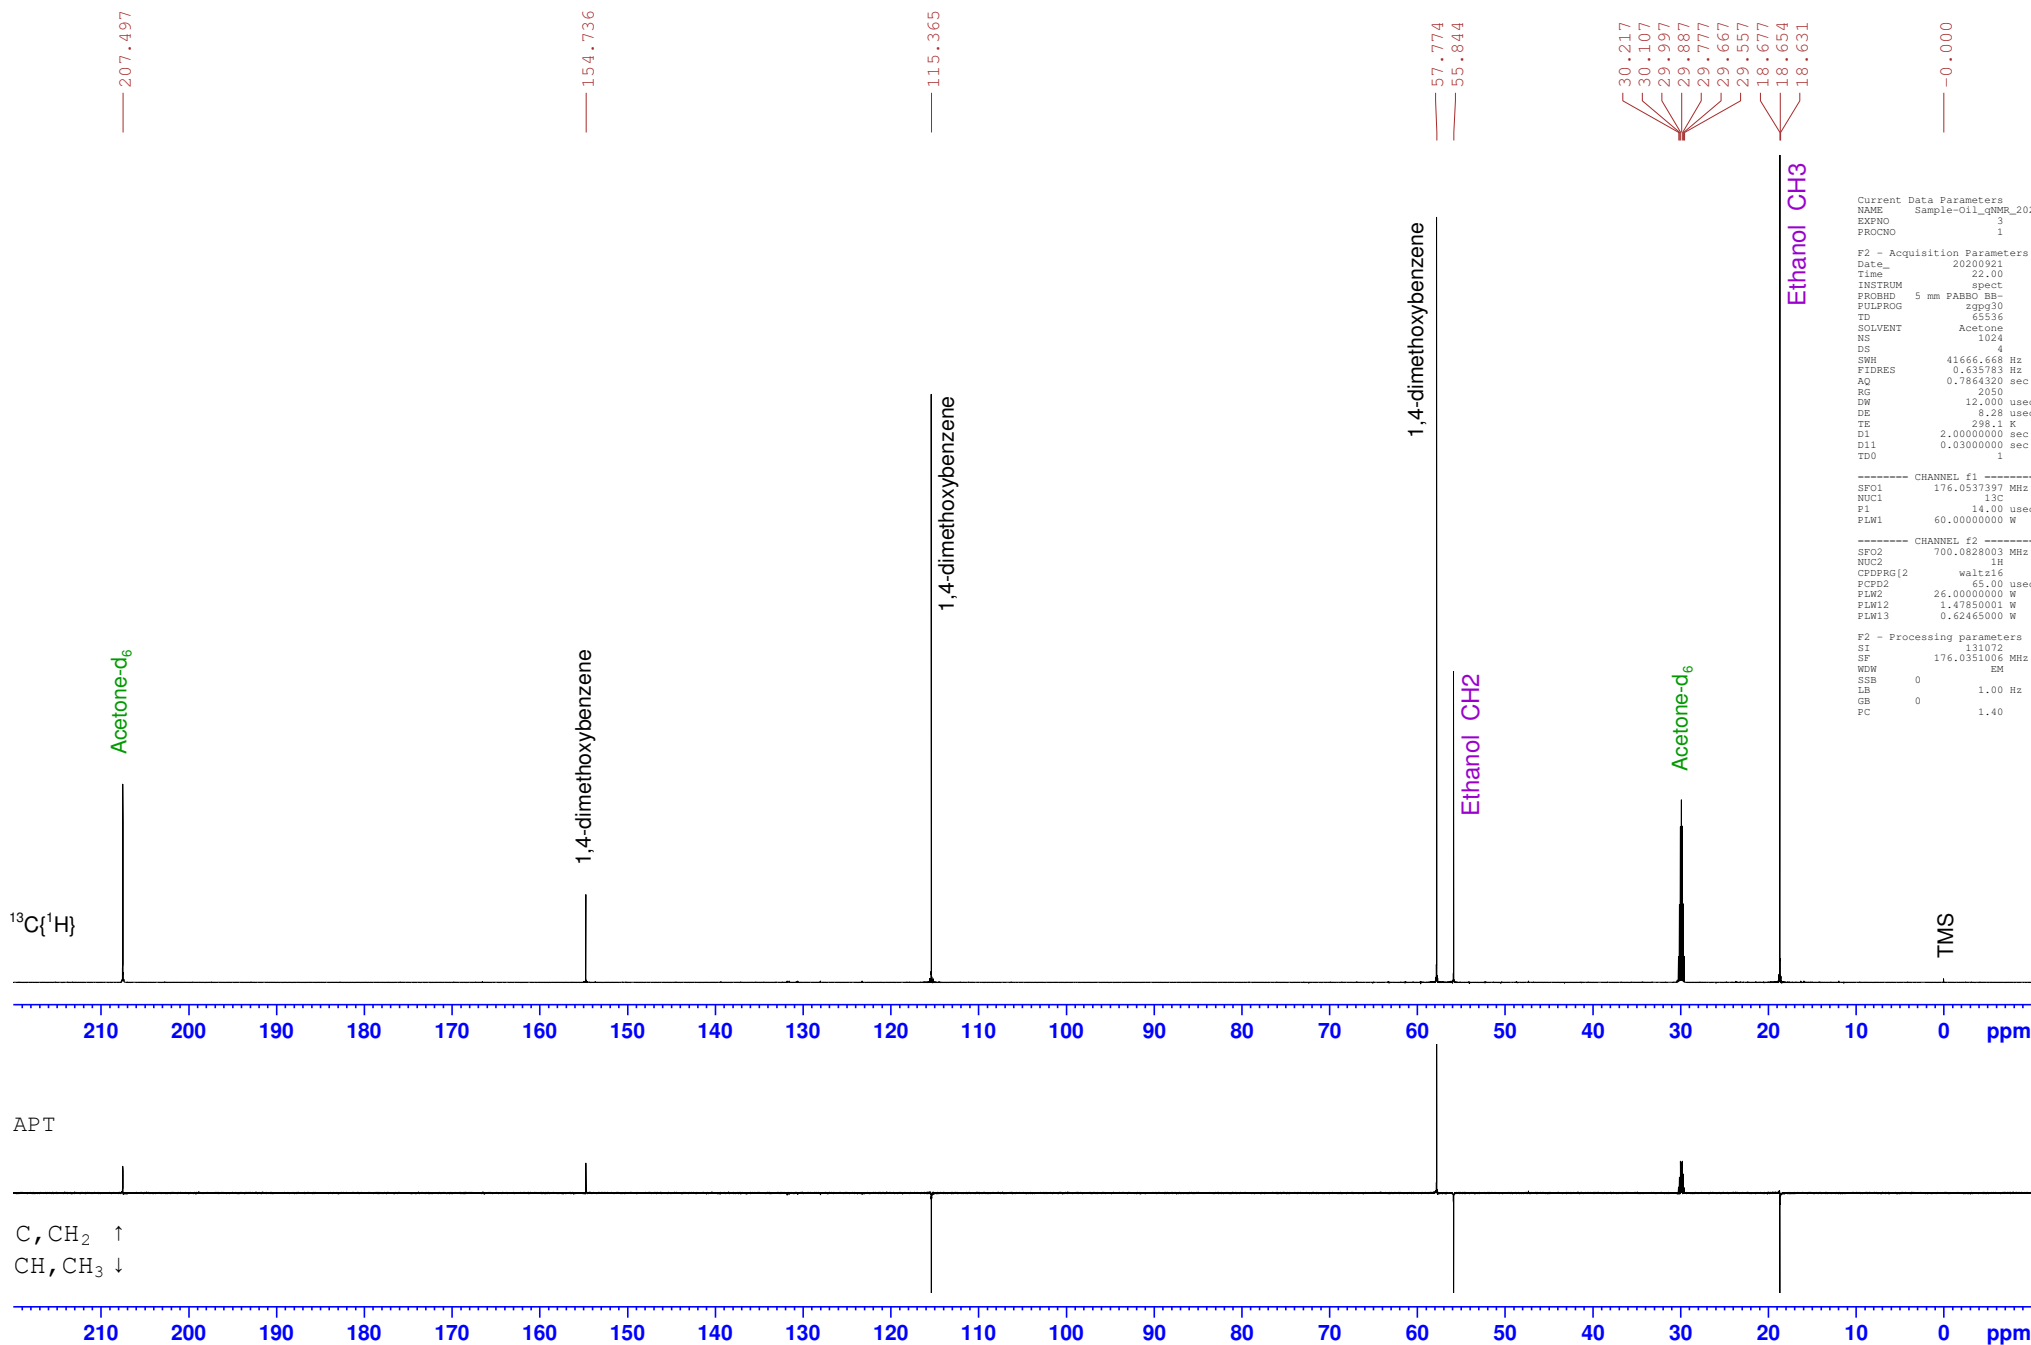 207.497
154.736
115.365
57.774
55.844
30.217
30.107
29.997
29.887
29.777
29.667
29.557
18.677
18.654
18.631
-0.000
Acetone-d₆
1,4-dimethoxybenzene
1,4-dimethoxybenzene
1,4-dimethoxybenzene
Ethanol CH2
Acetone-d₆
Ethanol CH3
TMS
Current Data Parameters
NAME Sample-Oil_qNMR_202
EXPNO 3
PROCNO 1
F2 - Acquisition Parameters
Date_ 20200921
Time 22.00
INSTRUM spect
PROBHD 5 mm PABBO BB-
PULPROG zgpg30
TD 65536
SOLVENT Acetone
NS 1024
DS 4
SWH 41666.668 Hz
FIDRES 0.635783 Hz
AQ 0.7864320 sec
RG 2050
DW 12.000 usec
DE 8.28 usec
TE 298.1 K
D1 2.00000000 sec
D11 0.03000000 sec
TD0 1
======== CHANNEL f1 ========
SFO1 176.0537397 MHz
NUC1 13C
P1 14.00 usec
PLW1 60.00000000 W
======== CHANNEL f2 ========
SFO2 700.0828003 MHz
NUC2 1H
CPDPRG[2 waltz16
PCPD2 65.00 usec
PLW2 26.00000000 W
PLW12 1.47850001 W
PLW13 0.62465000 W
F2 - Processing parameters
SI 131072
SF 176.0351006 MHz
WDW EM
SSB 0
LB 1.00 Hz
GB 0
PC 1.40
¹³C{¹H}
210 200 190 180 170 160 150 140 130 120 110 100 90 80 70 60 50 40 30 20 10 0 ppm
APT
C,CH₂ ↑
CH,CH₃ ↓
210 200 190 180 170 160 150 140 130 120 110 100 90 80 70 60 50 40 30 20 10 0 ppm